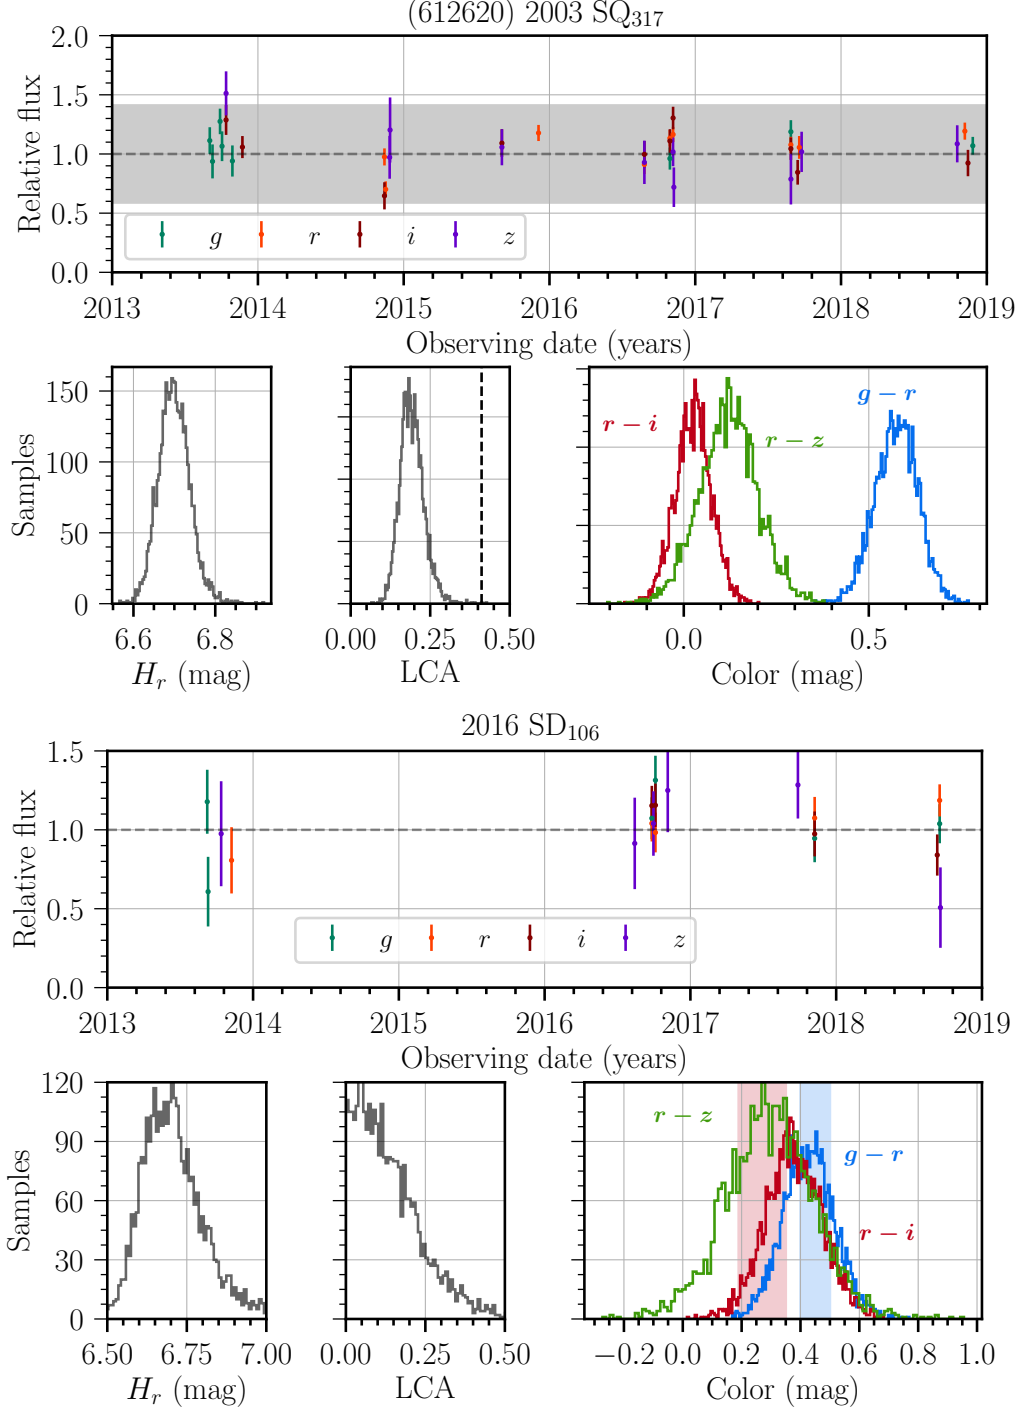 (612620) 2003 SQ317
2.0
1.5
1.0
0.5
0.0
Relative flux
g r i z
2013 2014 2015 2016 2017 2018 2019
Observing date (years)
150
100
50
0
Samples
6.6 6.8
H_r (mag)
0.00 0.25 0.50
LCA
r − i
r − z
g − r
0.0 0.5
Color (mag)
2016 SD106
1.5
1.0
0.5
0.0
Relative flux
g r i z
2013 2014 2015 2016 2017 2018 2019
Observing date (years)
120
90
60
30
0
Samples
6.50 6.75 7.00
H_r (mag)
0.00 0.25 0.50
LCA
r − z
g − r
r − i
−0.2 0.0 0.2 0.4 0.6 0.8 1.0
Color (mag)